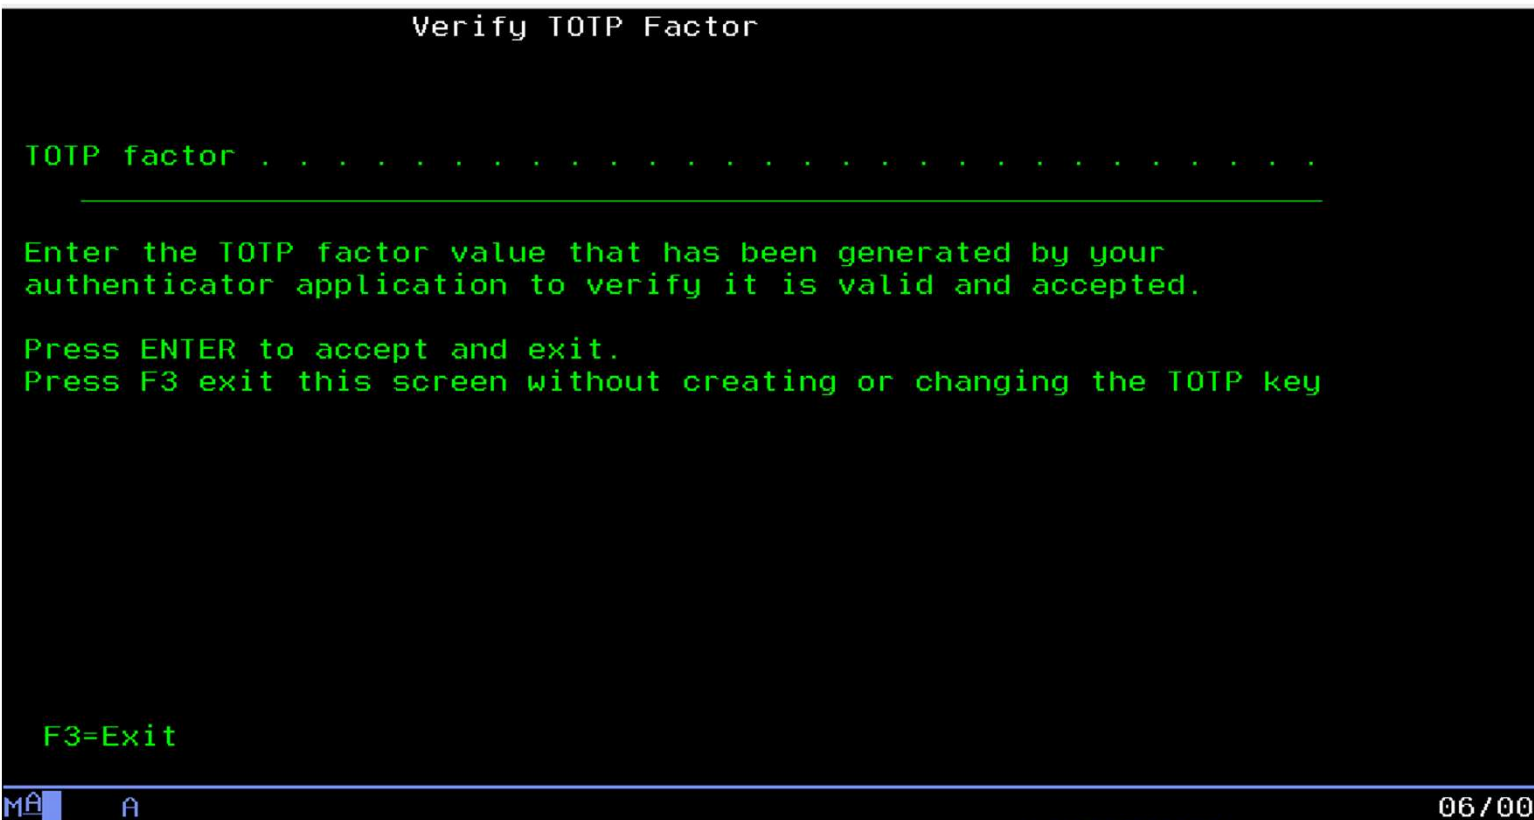 Verify TOTP Factor
TOTP factor . . . . . . . . . . . . . . . . . . . . . . . . . . . .
Enter the TOTP factor value that has been generated by your
authenticator application to verify it is valid and accepted.
Press ENTER to accept and exit.
Press F3 exit this screen without creating or changing the TOTP key
F3=Exit
MA A 06/00